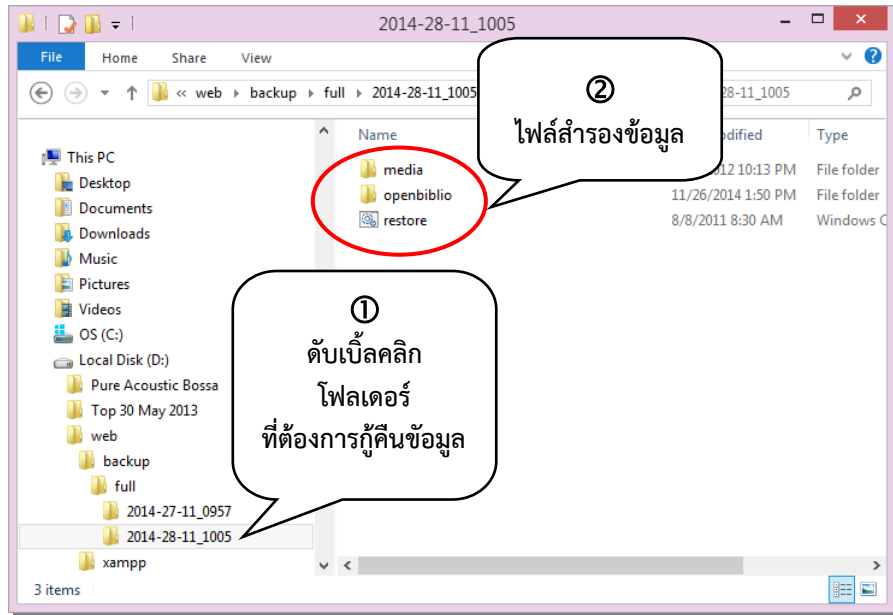 2014-28-11_1005
File Home Share View
« web backup full 2014-28-11_1005 28-11_1005
②
ไฟล์สำรองข้อมูล
Name Type
This PC
media 10:13 PM File folder
Desktop
openbiblio 11/26/2014 1:50 PM File folder
Documents
restore 8/8/2011 8:30 AM Windows C
Downloads
Music
Pictures
Videos
OS (C:)
Local Disk (D:)
Pure Acoustic Bossa
Top 30 May 2013
web
backup
full
2014-27-11_0957
2014-28-11_1005
xampp
①
ดับเบิ้ลคลิก
โฟลเดอร์
ที่ต้องการกู้คืนข้อมูล
3 items